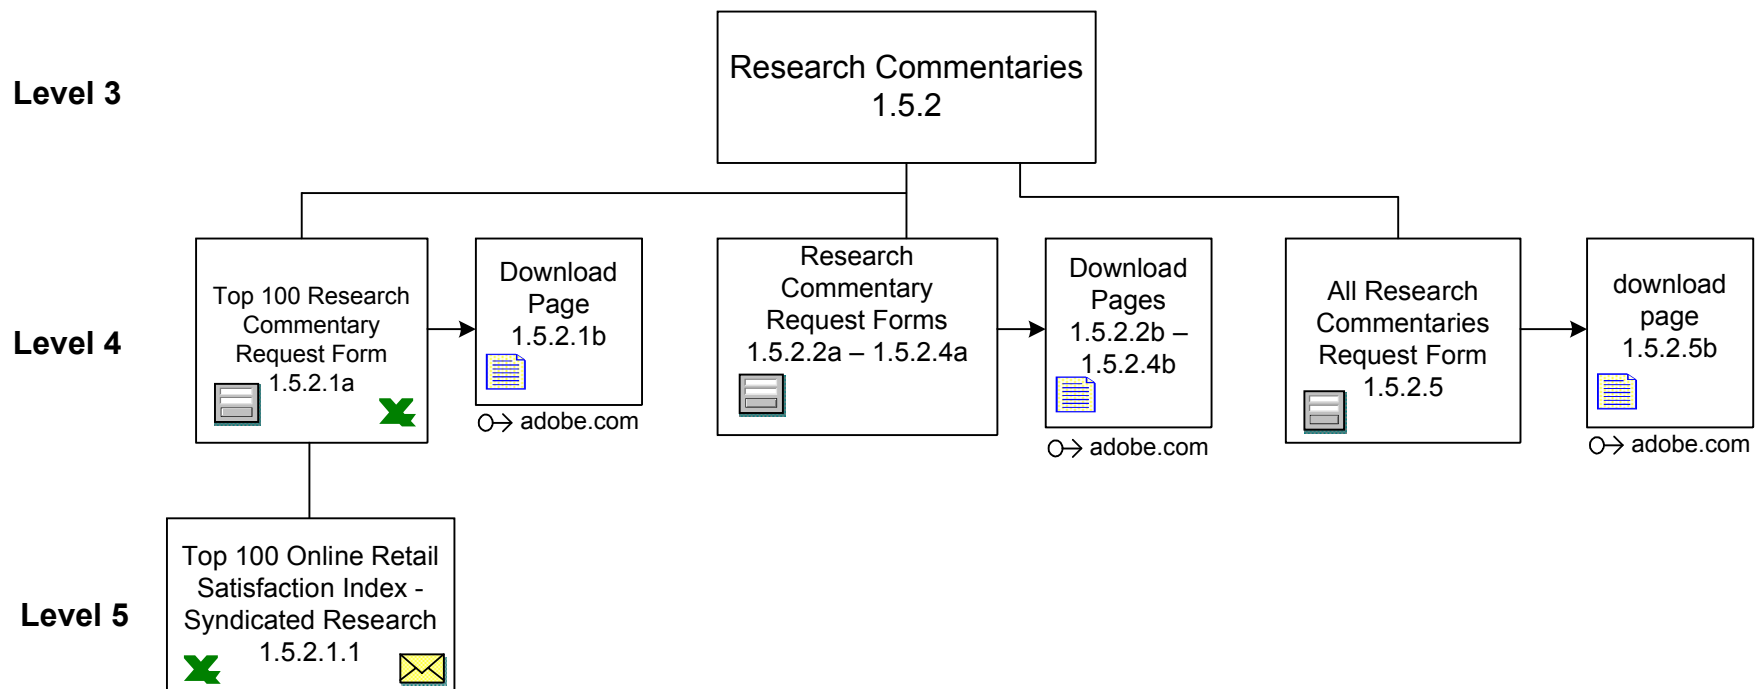 Level 3
Research Commentaries
1.5.2
Level 4
Top 100 Research
Commentary
Request Form
1.5.2.1a
Download
Page
1.5.2.1b
adobe.com
Research
Commentary
Request Forms
1.5.2.2a – 1.5.2.4a
Download
Pages
1.5.2.2b –
1.5.2.4b
adobe.com
All Research
Commentaries
Request Form
1.5.2.5
download
page
1.5.2.5b
adobe.com
Level 5
Top 100 Online Retail
Satisfaction Index -
Syndicated Research
1.5.2.1.1